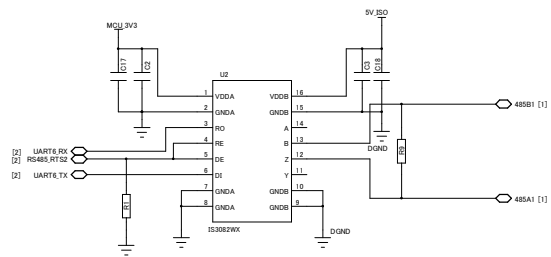 5V_ISO
MCU_3V3
C17
C2
C3
C18
U2
1 VDDA VDDB 16
2 GNDA GNDB 15
3 RO A 14
4 RE B 13
5 DE Z 12
6 DI Y 11
7 GNDA GNDB 10
8 GNDA GNDB 9
IS3082WX
[2] UART6_RX
[2] RS485_RTS2
[2] UART6_TX
R1
DGND
DGND
R9
485B1 [1]
485A1 [1]